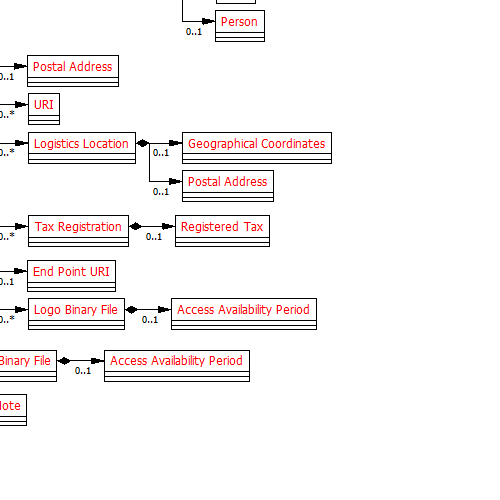 Person
0..1
Postal Address
0..1
URI
0..*
Logistics Location
Geographical Coordinates
0..*
0..1
Postal Address
0..1
Tax Registration
Registered Tax
0..*
0..1
End Point URI
0..1
Logo Binary File
Access Availability Period
0..*
0..1
Binary File
Access Availability Period
0..1
Note